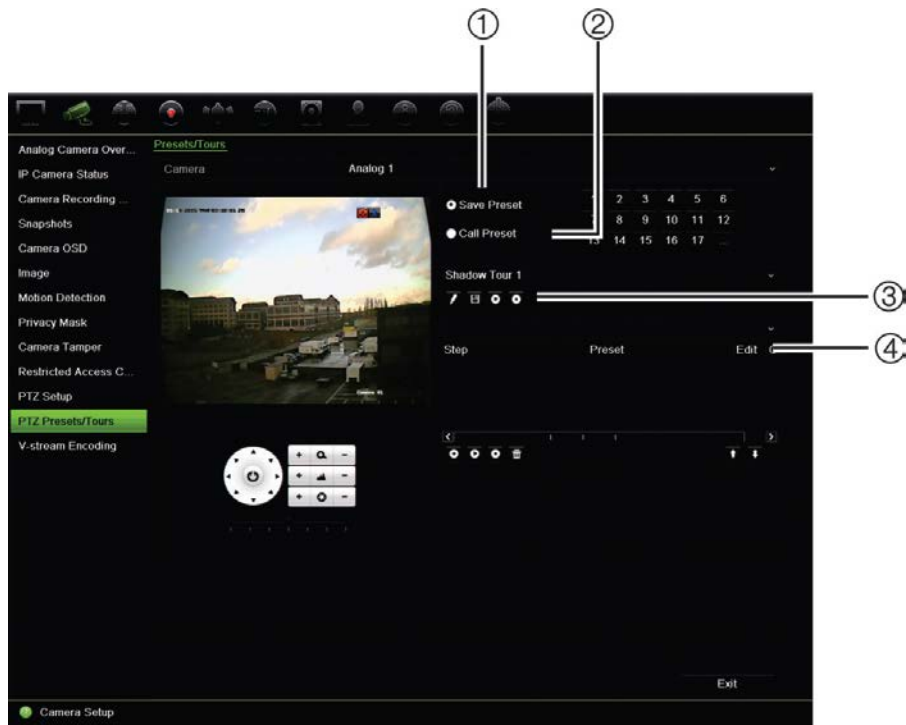 ① ②
Analog Camera Over...
IP Camera Status
Camera Recording ...
Snapshots
Camera OSD
Image
Motion Detection
Privacy Mask
Camera Tamper
Restricted Access C...
PTZ Setup
PTZ Presets/Tours
V-stream Encoding
Presets/Tours
Camera Analog 1
Save Preset
Call Preset
2 3 4 5 6
8 9 10 11 12
13 14 15 16 17 ...
Shadow Tour 1
③
Step Preset Edit
④
Exit
Camera Setup